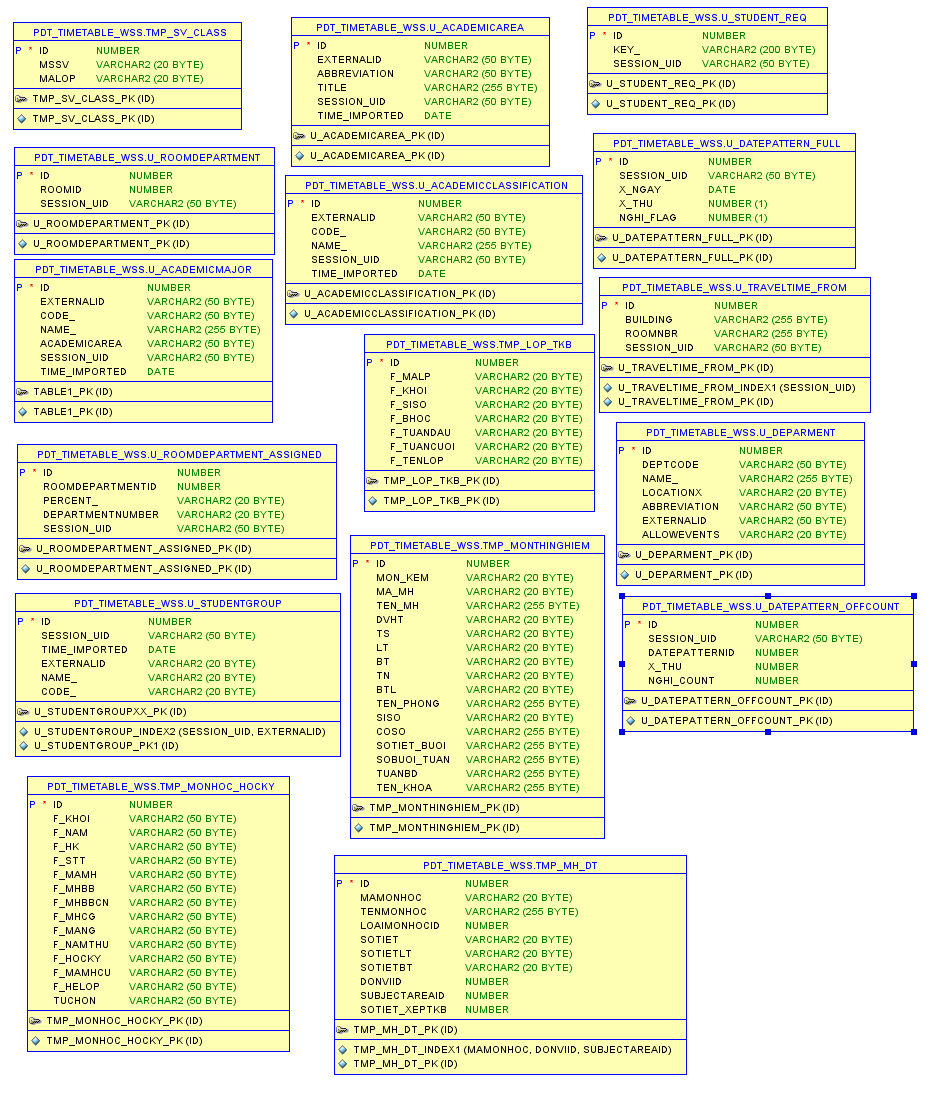 PDT_TIMETABLE_WSS.TMP_SV_CLASS
P * ID NUMBER
MSSV VARCHAR2 (20 BYTE)
MALOP VARCHAR2 (20 BYTE)
TMP_SV_CLASS_PK (ID)
TMP_SV_CLASS_PK (ID)
PDT_TIMETABLE_WSS.U_ACADEMICAREA
P * ID NUMBER
EXTERNALID VARCHAR2 (50 BYTE)
ABBREVIATION VARCHAR2 (50 BYTE)
TITLE VARCHAR2 (255 BYTE)
SESSION_UID VARCHAR2 (50 BYTE)
TIME_IMPORTED DATE
U_ACADEMICAREA_PK (ID)
U_ACADEMICAREA_PK (ID)
PDT_TIMETABLE_WSS.U_STUDENT_REQ
P * ID NUMBER
KEY_ VARCHAR2 (200 BYTE)
SESSION_UID VARCHAR2 (50 BYTE)
U_STUDENT_REQ_PK (ID)
U_STUDENT_REQ_PK (ID)
PDT_TIMETABLE_WSS.U_ROOMDEPARTMENT
P * ID NUMBER
ROOMID NUMBER
SESSION_UID VARCHAR2 (50 BYTE)
U_ROOMDEPARTMENT_PK (ID)
U_ROOMDEPARTMENT_PK (ID)
PDT_TIMETABLE_WSS.U_ACADEMICCLASSIFICATION
P * ID NUMBER
EXTERNALID VARCHAR2 (50 BYTE)
CODE_ VARCHAR2 (50 BYTE)
NAME_ VARCHAR2 (255 BYTE)
SESSION_UID VARCHAR2 (50 BYTE)
TIME_IMPORTED DATE
U_ACADEMICCLASSIFICATION_PK (ID)
U_ACADEMICCLASSIFICATION_PK (ID)
PDT_TIMETABLE_WSS.U_DATEPATTERN_FULL
P * ID NUMBER
SESSION_UID VARCHAR2 (50 BYTE)
X_NGAY DATE
X_THU NUMBER (1)
NGHI_FLAG NUMBER (1)
U_DATEPATTERN_FULL_PK (ID)
U_DATEPATTERN_FULL_PK (ID)
PDT_TIMETABLE_WSS.U_ACADEMICMAJOR
P * ID NUMBER
EXTERNALID VARCHAR2 (50 BYTE)
CODE_ VARCHAR2 (50 BYTE)
NAME_ VARCHAR2 (255 BYTE)
ACADEMICAREA VARCHAR2 (50 BYTE)
SESSION_UID VARCHAR2 (50 BYTE)
TIME_IMPORTED DATE
TABLE1_PK (ID)
TABLE1_PK (ID)
PDT_TIMETABLE_WSS.TMP_LOP_TKB
P * ID NUMBER
F_MALP VARCHAR2 (20 BYTE)
F_KHOI VARCHAR2 (20 BYTE)
F_SISO VARCHAR2 (20 BYTE)
F_BHOC VARCHAR2 (20 BYTE)
F_TUANDAU VARCHAR2 (20 BYTE)
F_TUANCUOI VARCHAR2 (20 BYTE)
F_TENLOP VARCHAR2 (20 BYTE)
TMP_LOP_TKB_PK (ID)
TMP_LOP_TKB_PK (ID)
PDT_TIMETABLE_WSS.U_TRAVELTIME_FROM
P * ID NUMBER
BUILDING VARCHAR2 (255 BYTE)
ROOMNBR VARCHAR2 (255 BYTE)
SESSION_UID VARCHAR2 (50 BYTE)
U_TRAVELTIME_FROM_PK (ID)
U_TRAVELTIME_FROM_INDEX1 (SESSION_UID)
U_TRAVELTIME_FROM_PK (ID)
PDT_TIMETABLE_WSS.U_ROOMDEPARTMENT_ASSIGNED
P * ID NUMBER
ROOMDEPARTMENTID NUMBER
PERCENT_ VARCHAR2 (20 BYTE)
DEPARTMENTNUMBER VARCHAR2 (20 BYTE)
SESSION_UID VARCHAR2 (50 BYTE)
U_ROOMDEPARTMENT_ASSIGNED_PK (ID)
U_ROOMDEPARTMENT_ASSIGNED_PK (ID)
PDT_TIMETABLE_WSS.U_DEPARMENT
P * ID NUMBER
DEPTCODE VARCHAR2 (50 BYTE)
NAME_ VARCHAR2 (255 BYTE)
LOCATIONX VARCHAR2 (20 BYTE)
ABBREVIATION VARCHAR2 (50 BYTE)
EXTERNALID VARCHAR2 (50 BYTE)
ALLOWEVENTS VARCHAR2 (20 BYTE)
U_DEPARMENT_PK (ID)
U_DEPARMENT_PK (ID)
PDT_TIMETABLE_WSS.TMP_MONTHINGHIEM
P * ID NUMBER
MON_KEM VARCHAR2 (20 BYTE)
MA_MH VARCHAR2 (20 BYTE)
TEN_MH VARCHAR2 (255 BYTE)
DVHT VARCHAR2 (20 BYTE)
TS VARCHAR2 (20 BYTE)
LT VARCHAR2 (20 BYTE)
BT VARCHAR2 (20 BYTE)
TN VARCHAR2 (20 BYTE)
BTL VARCHAR2 (20 BYTE)
TEN_PHONG VARCHAR2 (255 BYTE)
SISO VARCHAR2 (20 BYTE)
COSO VARCHAR2 (255 BYTE)
SOTIET_BUOI VARCHAR2 (255 BYTE)
SOBUOI_TUAN VARCHAR2 (255 BYTE)
TUANBD VARCHAR2 (255 BYTE)
TEN_KHOA VARCHAR2 (255 BYTE)
TMP_MONTHINGHIEM_PK (ID)
TMP_MONTHINGHIEM_PK (ID)
PDT_TIMETABLE_WSS.U_STUDENTGROUP
P * ID NUMBER
SESSION_UID VARCHAR2 (50 BYTE)
TIME_IMPORTED DATE
EXTERNALID VARCHAR2 (20 BYTE)
NAME_ VARCHAR2 (20 BYTE)
CODE_ VARCHAR2 (20 BYTE)
U_STUDENTGROUPXX_PK (ID)
U_STUDENTGROUP_INDEX2 (SESSION_UID, EXTERNALID)
U_STUDENTGROUP_PK1 (ID)
PDT_TIMETABLE_WSS.U_DATEPATTERN_OFFCOUNT
P * ID NUMBER
SESSION_UID VARCHAR2 (50 BYTE)
DATEPATTERNID NUMBER
X_THU NUMBER
NGHI_COUNT NUMBER
U_DATEPATTERN_OFFCOUNT_PK (ID)
U_DATEPATTERN_OFFCOUNT_PK (ID)
PDT_TIMETABLE_WSS.TMP_MONHOC_HOCKY
P * ID NUMBER
F_KHOI VARCHAR2 (50 BYTE)
F_NAM VARCHAR2 (50 BYTE)
F_HK VARCHAR2 (50 BYTE)
F_STT VARCHAR2 (50 BYTE)
F_MAMH VARCHAR2 (50 BYTE)
F_MHBB VARCHAR2 (50 BYTE)
F_MHBBCN VARCHAR2 (50 BYTE)
F_MHCG VARCHAR2 (50 BYTE)
F_MANG VARCHAR2 (50 BYTE)
F_NAMTHU VARCHAR2 (50 BYTE)
F_HOCKY VARCHAR2 (50 BYTE)
F_MAMHCU VARCHAR2 (50 BYTE)
F_HELOP VARCHAR2 (50 BYTE)
TUCHON VARCHAR2 (50 BYTE)
TMP_MONHOC_HOCKY_PK (ID)
TMP_MONHOC_HOCKY_PK (ID)
PDT_TIMETABLE_WSS.TMP_MH_DT
P * ID NUMBER
MAMONHOC VARCHAR2 (20 BYTE)
TENMONHOC VARCHAR2 (255 BYTE)
LOAIMONHOCID NUMBER
SOTIET VARCHAR2 (20 BYTE)
SOTIETLT VARCHAR2 (20 BYTE)
SOTIETBT VARCHAR2 (20 BYTE)
DONVIID NUMBER
SUBJECTAREAID NUMBER
SOTIET_XEPTKB NUMBER
TMP_MH_DT_PK (ID)
TMP_MH_DT_INDEX1 (MAMONHOC, DONVIID, SUBJECTAREAID)
TMP_MH_DT_PK (ID)